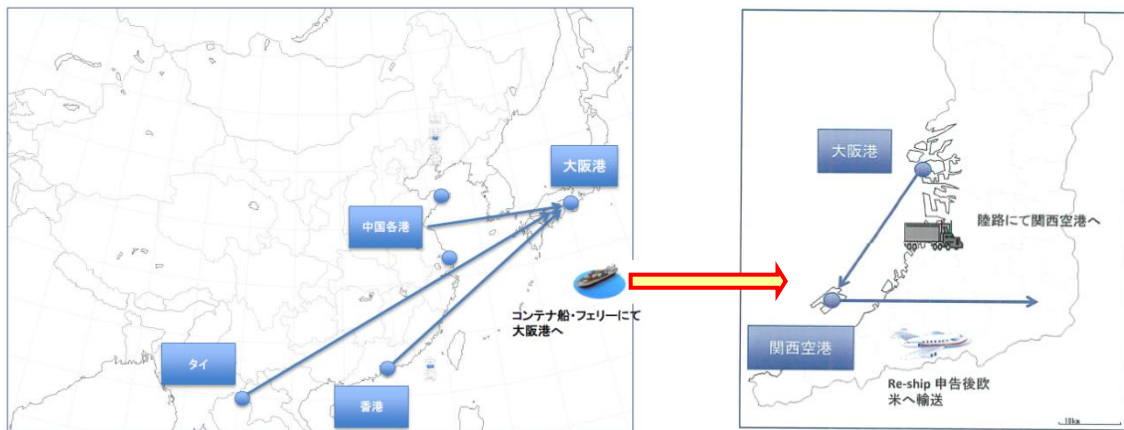 大阪港
中国各港
コンテナ船・フェリーにて
大阪港へ
タイ
香港
大阪港
陸路にて関西空港へ
関西空港
Re-ship 申告後欧
米へ輸送
10km